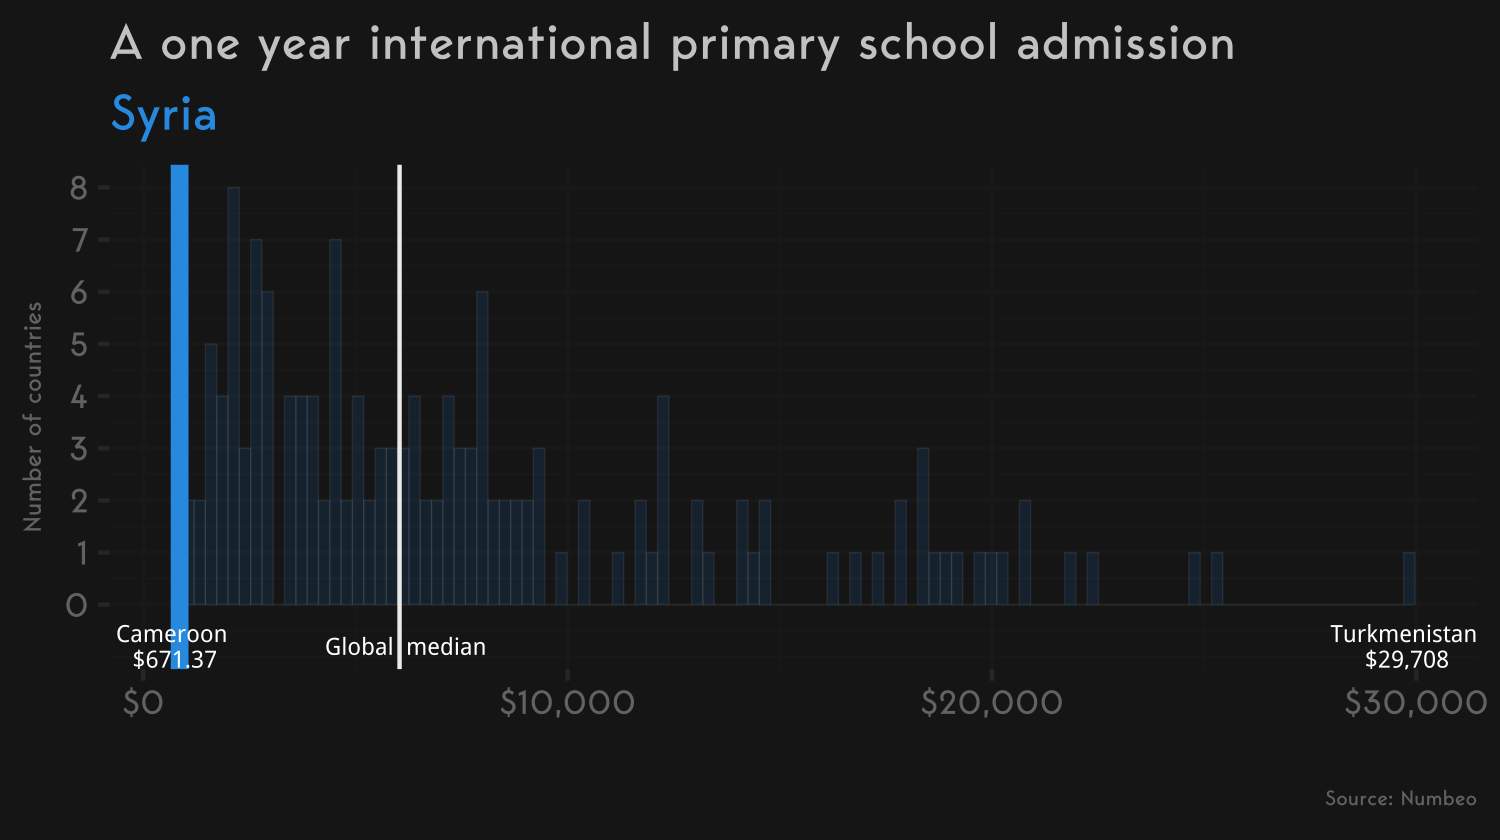 A one year international primary school admission
Syria
Number of countries
8
7
6
5
4
3
2
1
0
Cameroon
$671.37
Global median
Turkmenistan
$29,708
$0
$10,000
$20,000
$30,000
Source: Numbeo